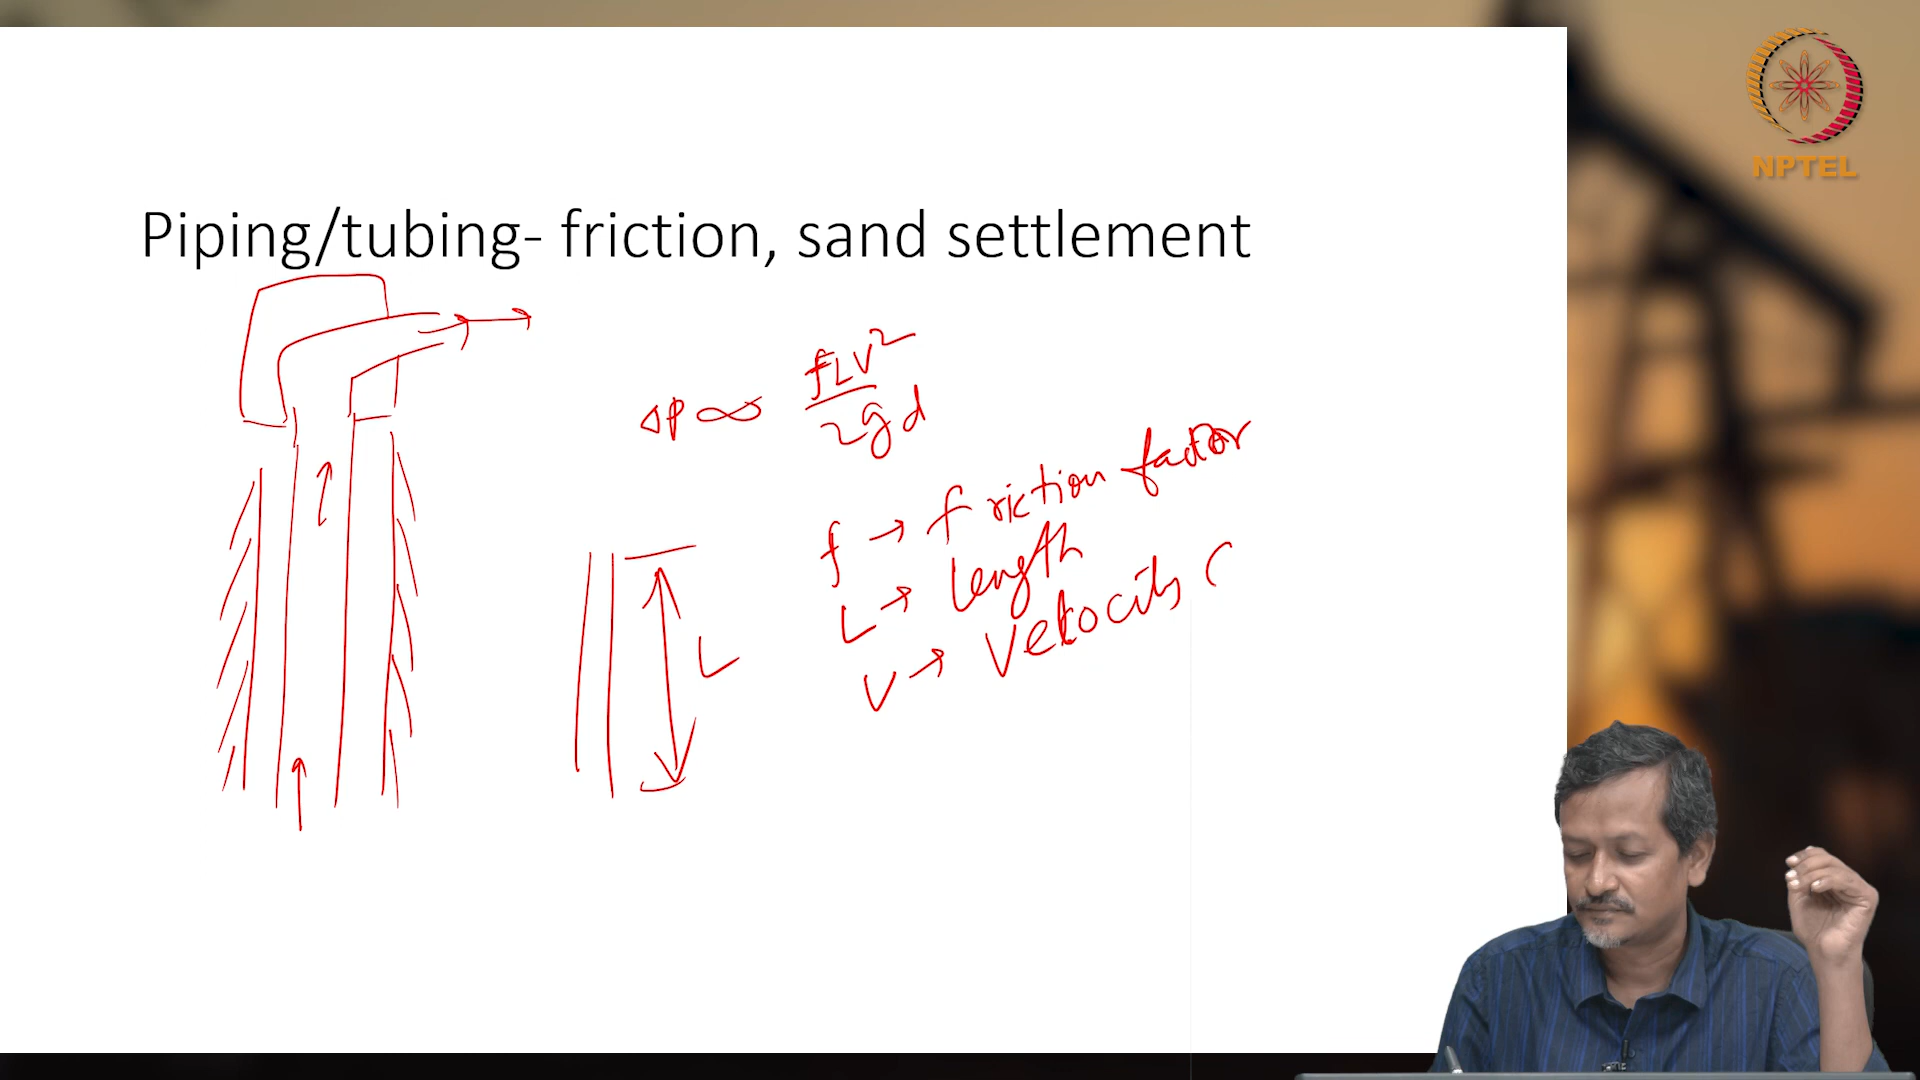 NPTEL
Piping/tubing- friction, sand settlement
ΔP ∝ fLV²/2gd
f → friction factor
L → length
V → Velocity (
L